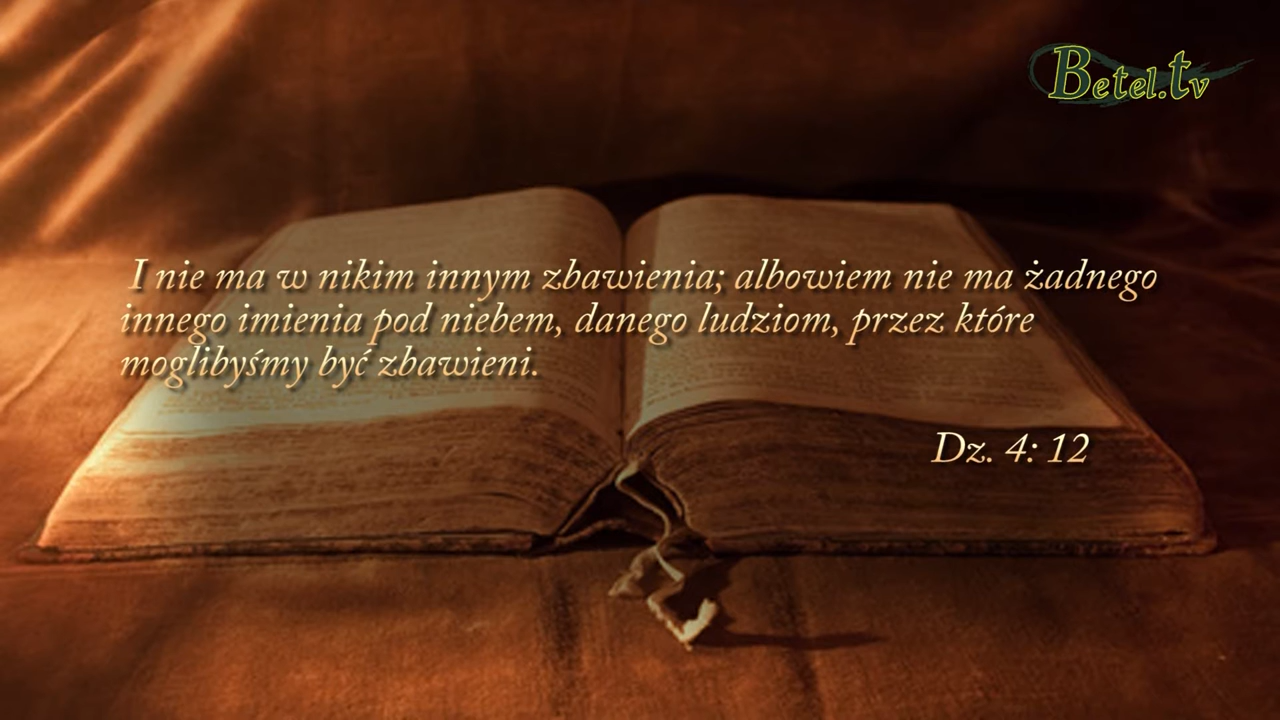 Betel.tv
I nie ma w nikim innym zbawienia; albowiem nie ma żadnego
innego imienia pod niebem, danego ludziom, przez które
moglibyśmy być zbawieni.
Dz. 4: 12